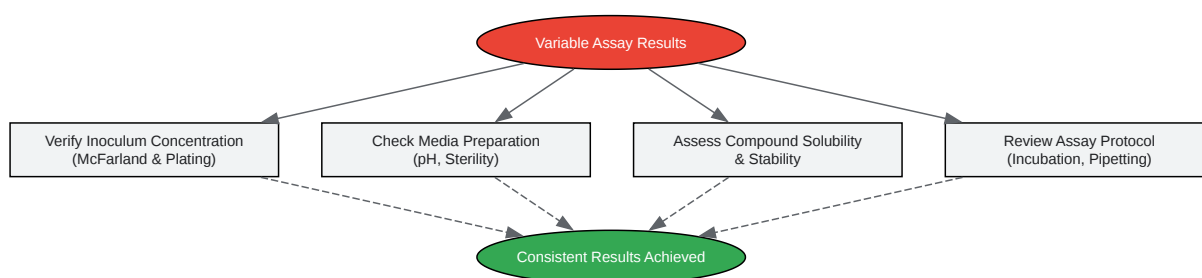 Variable Assay Results
Verify Inoculum Concentration
(McFarland & Plating)
Check Media Preparation
(pH, Sterility)
Assess Compound Solubility
& Stability
Review Assay Protocol
(Incubation, Pipetting)
Consistent Results Achieved